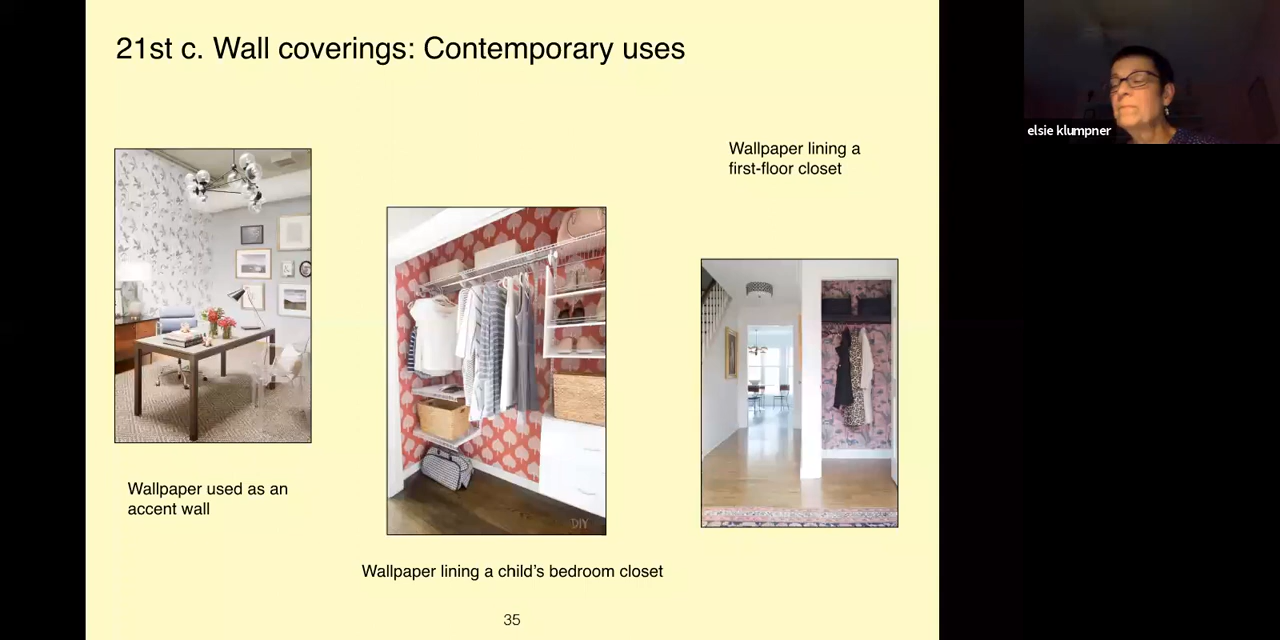 21st c. Wall coverings: Contemporary uses
elsie klumpner
Wallpaper lining a
first-floor closet
Wallpaper used as an
accent wall
DIY
Wallpaper lining a child's bedroom closet
35